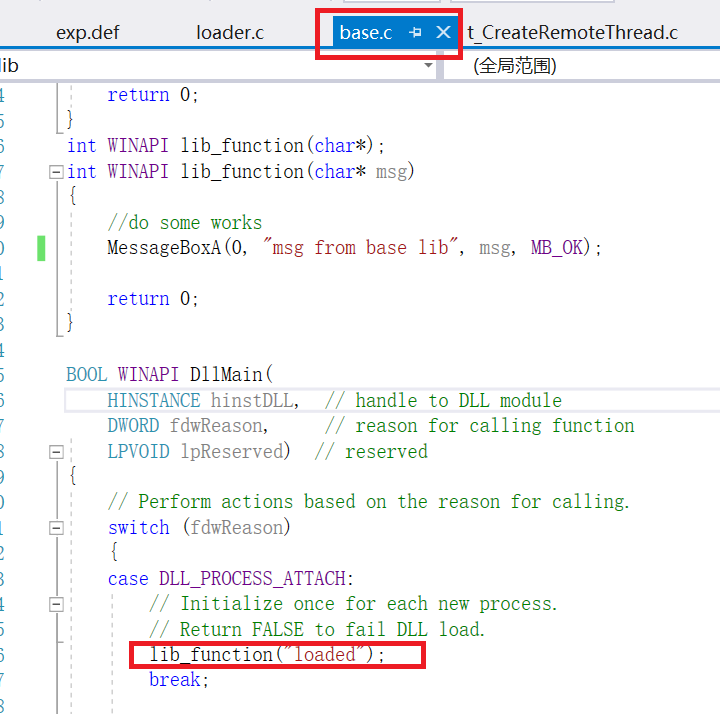 exp.def loader.c base.c t_CreateRemoteThread.c
lib (全局范围)
4 return 0;
5 }
6 int WINAPI lib_function(char*);
7 int WINAPI lib_function(char* msg)
8 {
9 //do some works
0 MessageBoxA(0, "msg from base lib", msg, MB_OK);
1
2 return 0;
3 }
4
5 BOOL WINAPI DllMain(
6 HINSTANCE hinstDLL, // handle to DLL module
7 DWORD fdwReason, // reason for calling function
8 LPVOID lpReserved) // reserved
9 {
0 // Perform actions based on the reason for calling.
1 switch (fdwReason)
2 {
3 case DLL_PROCESS_ATTACH:
4 // Initialize once for each new process.
5 // Return FALSE to fail DLL load.
6 lib_function("loaded");
7 break;
8